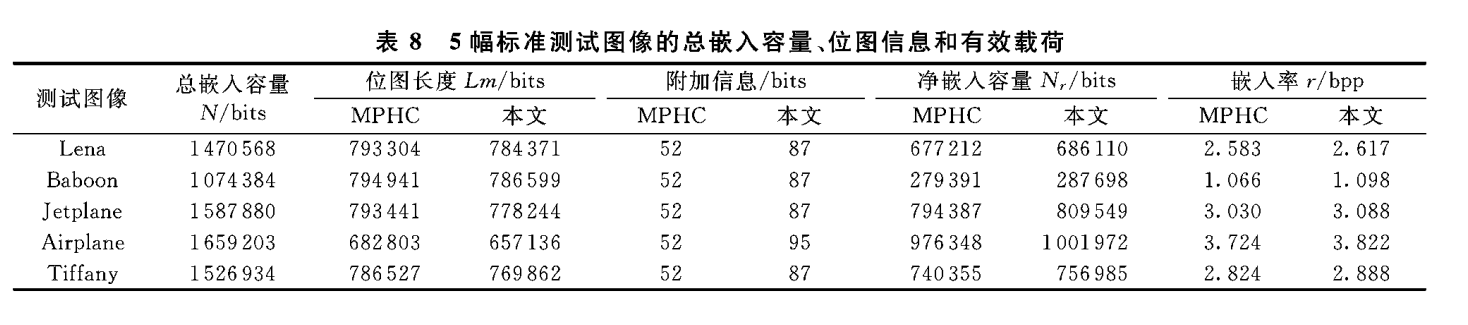 表 8 5 幅标准测试图像的总嵌入容量、位图信息和有效载荷
测试图像 总嵌入容量 N/bits 位图长度 Lm/bits 附加信息/bits 净嵌入容量 Nr/bits 嵌入率 r/bpp
MPHC 本文 MPHC 本文 MPHC 本文 MPHC 本文
Lena 1470568 793304 784371 52 87 677212 686110 2.583 2.617
Baboon 1074384 794941 786599 52 87 279391 287698 1.066 1.098
Jetplane 1587880 793441 778244 52 87 794387 809549 3.030 3.088
Airplane 1659203 682803 657136 52 95 976348 1001972 3.724 3.822
Tiffany 1526934 786527 769862 52 87 740355 756985 2.824 2.888